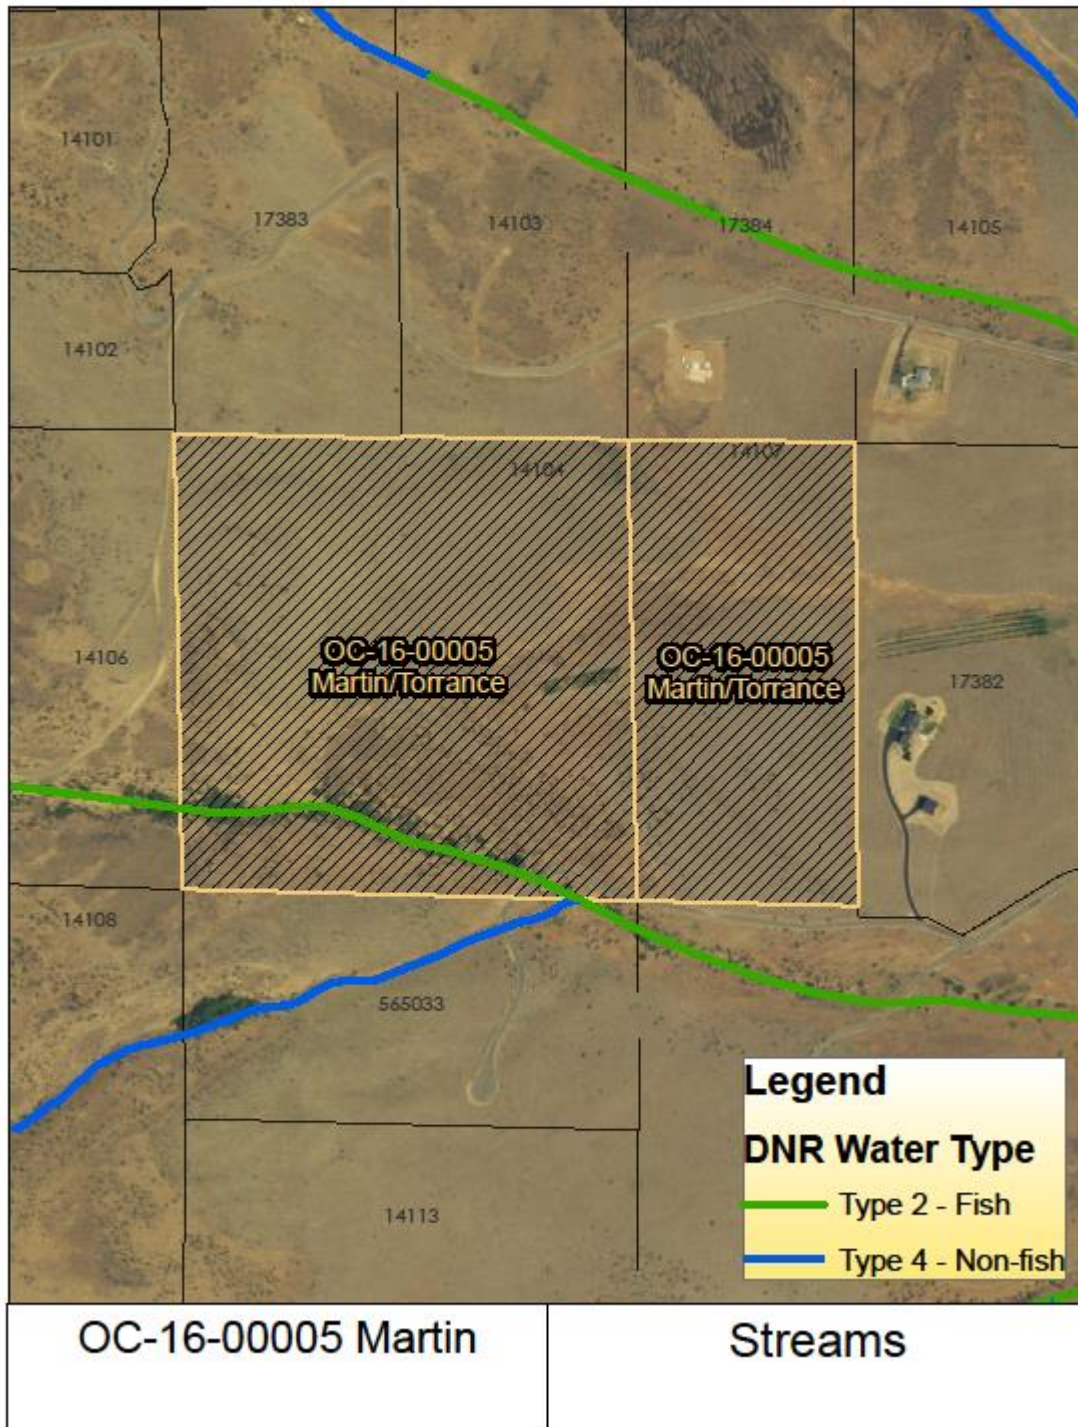 14101
17383
14103
17384
14105
14102
14104
14107
OC-16-00005
Martin/Torrance
OC-16-00005
Martin/Torrance
14106
17382
14108
565033
14113
Legend
DNR Water Type
Type 2 - Fish
Type 4 - Non-fish
OC-16-00005 Martin
Streams